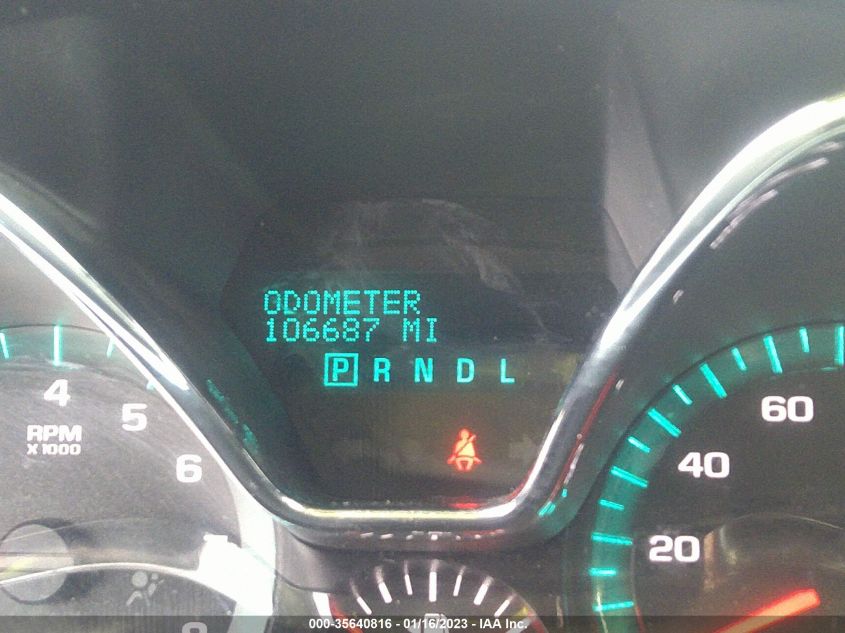 ODOMETER
106687 MI
P R N D L
4
5
6
RPM
X 1000
60
40
20
000-35640816 - 01/16/2023 - IAA Inc.